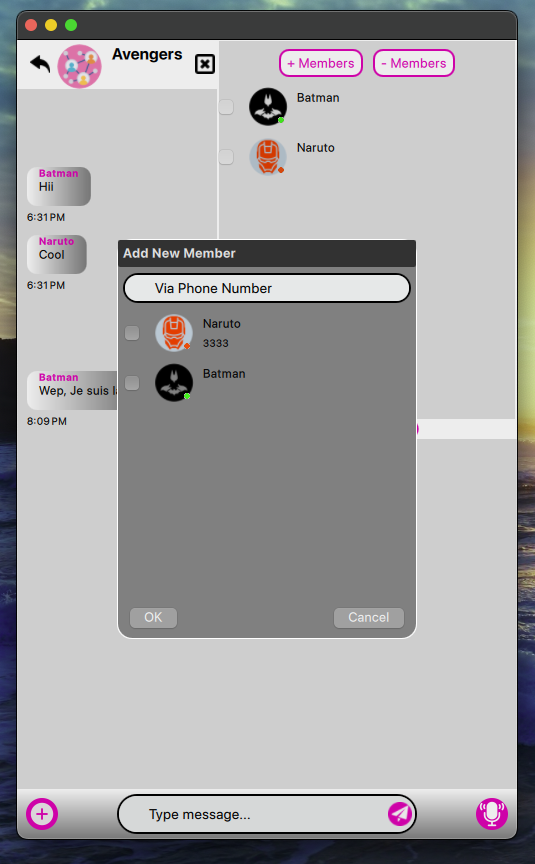 Avengers
+ Members
- Members
Batman
Naruto
Batman
Hii
6:31 PM
Naruto
Cool
6:31 PM
Batman
Wep, Je suis
8:09 PM
Add New Member
Via Phone Number
Naruto
3333
Batman
OK
Cancel
Type message...